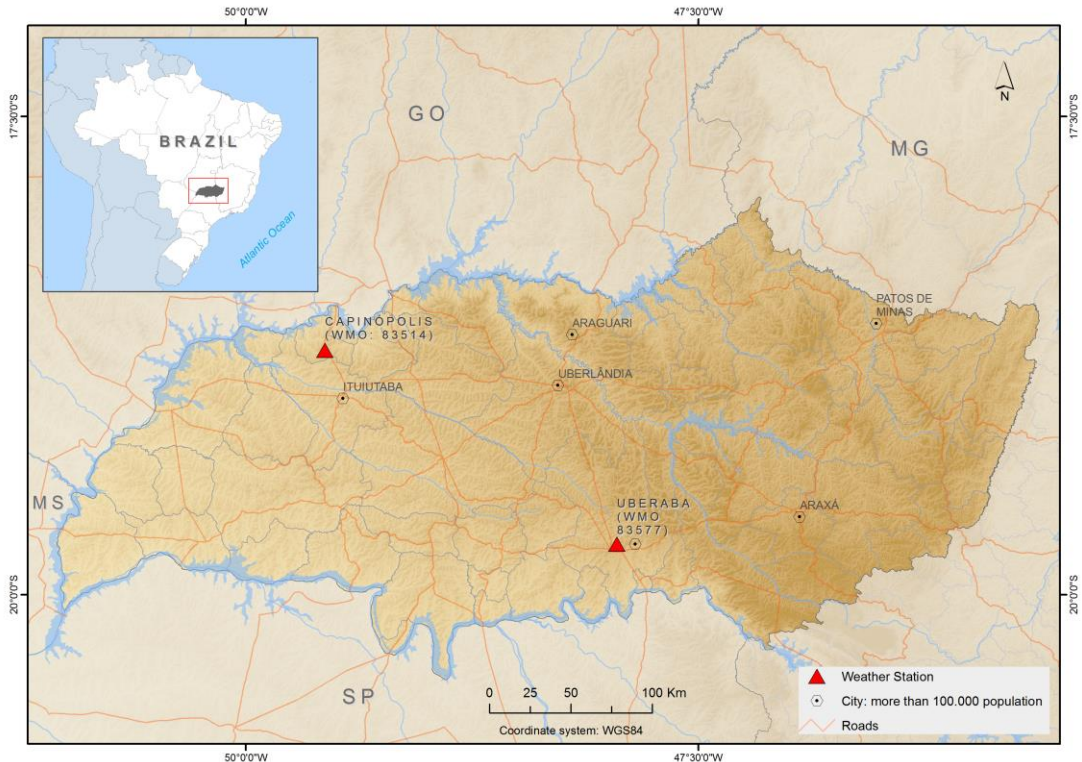 50°0'0"W
47°30'0"W
17°30'0"S
17°30'0"S
BRAZIL
Atlantic Ocean
GO
N
MG
PATOS DE
MINAS
CAPINÓPOLIS
(WMO: 83514)
ARAGUARI
ITUIUTABA
UBERLÂNDIA
MS
UBERABA
(WMO
83577)
ARAXÁ
20°0'0"S
20°0'0"S
SP
0 25 50 100 Km
Coordinate system: WGS84
Weather Station
City: more than 100.000 population
Roads
50°0'0"W
47°30'0"W